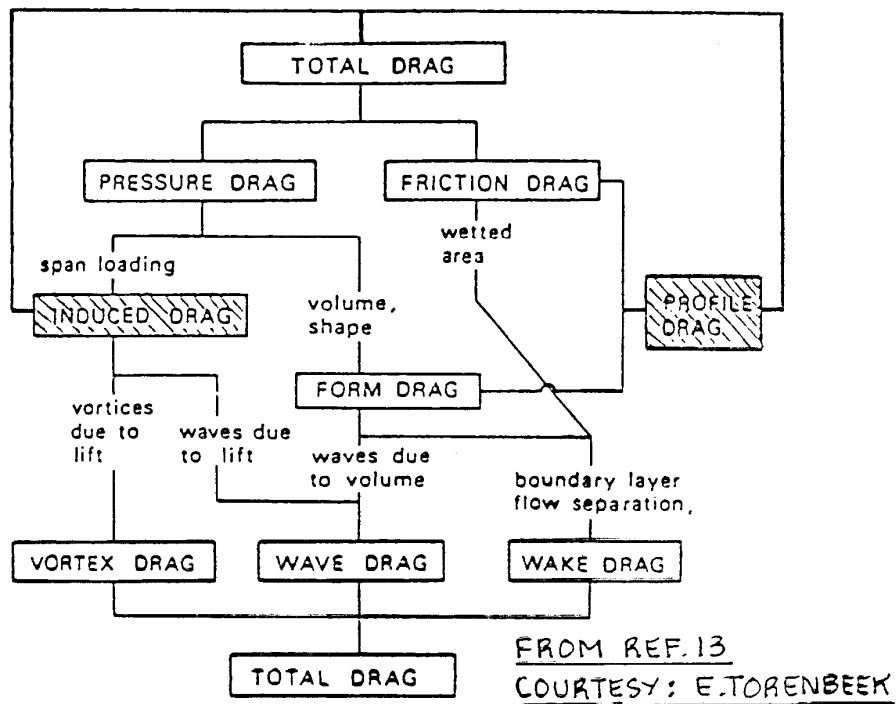 TOTAL DRAG
PRESSURE DRAG
FRICTION DRAG
wetted
area
span loading
INDUCED DRAG
volume,
shape
PROFILE
DRAG
FORM DRAG
vortices
due to
lift
waves due
to lift
waves due
to volume
boundary layer
flow separation,
VORTEX DRAG
WAVE DRAG
WAKE DRAG
TOTAL DRAG
FROM REF.13
COURTESY: E.TORENBEEK